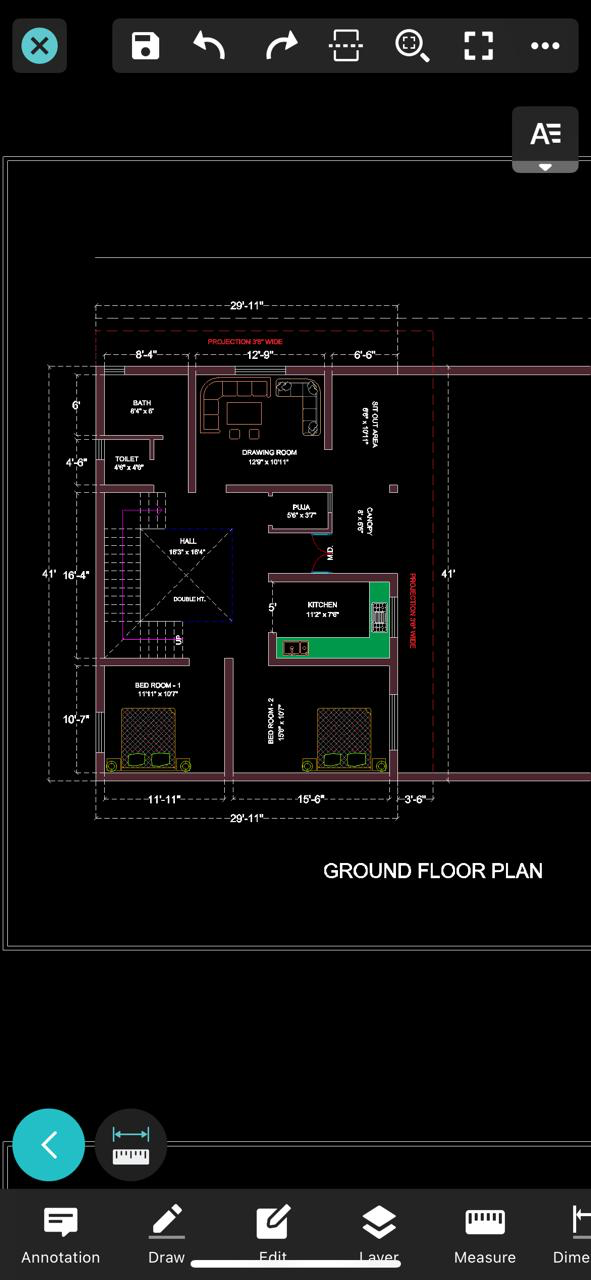 A
29'-11"
PROJECTION 3'6" WIDE
8'-4"
12'-9"
6'-6"
6'
BATH
8'4" x 6'
SIT OUT AREA
6'6" x 10'11"
4'-6"
TOILET
4'6" x 4'6"
DRAWING ROOM
12'9" x 10'11"
PUJA
5'6" x 3'7"
CANOPY
HALL
16'3" x 16'4"
M.D.
41'
16'-4"
41'
DOUBLE HT.
5'
KITCHEN
11'2" x 7'6"
PROJECTION 3'6" WIDE
UP
BED ROOM - 1
11'11" x 10'7"
BED ROOM - 2
15'6" x 10'7"
10'-7"
11'-11"
15'-6"
3'-6"
29'-11"
GROUND FLOOR PLAN
Annotation
Draw
Edit
Layer
Measure
Dime